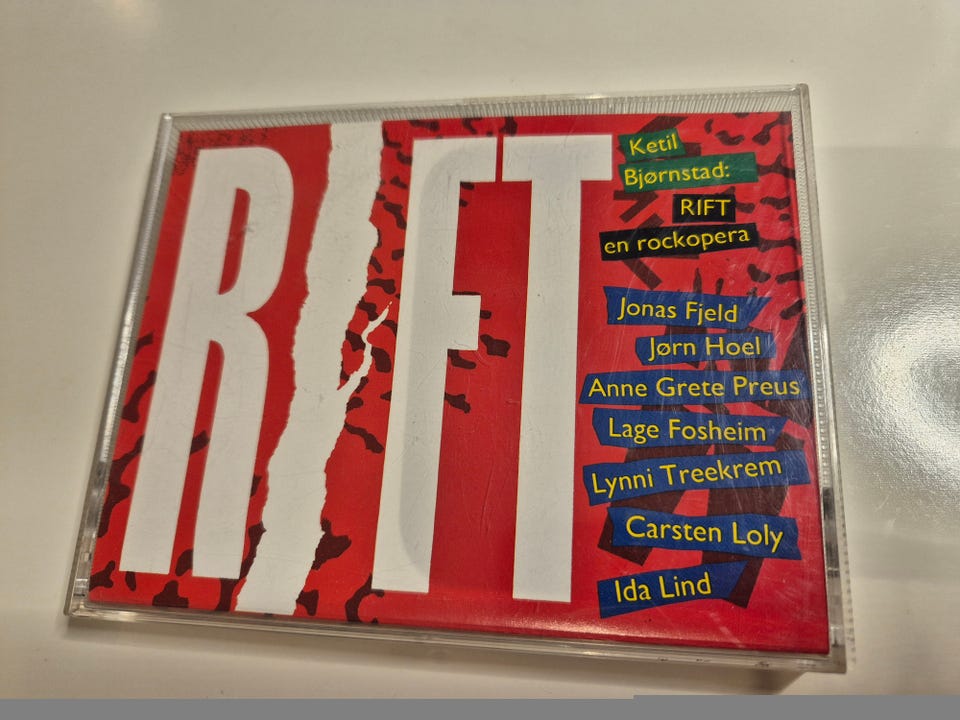 RIFT
Ketil
Bjørnstad:
RIFT
en rockopera
Jonas Fjeld
Jørn Hoel
Anne Grete Preus
Lage Fosheim
Lynni Treekrem
Carsten Loly
Ida Lind